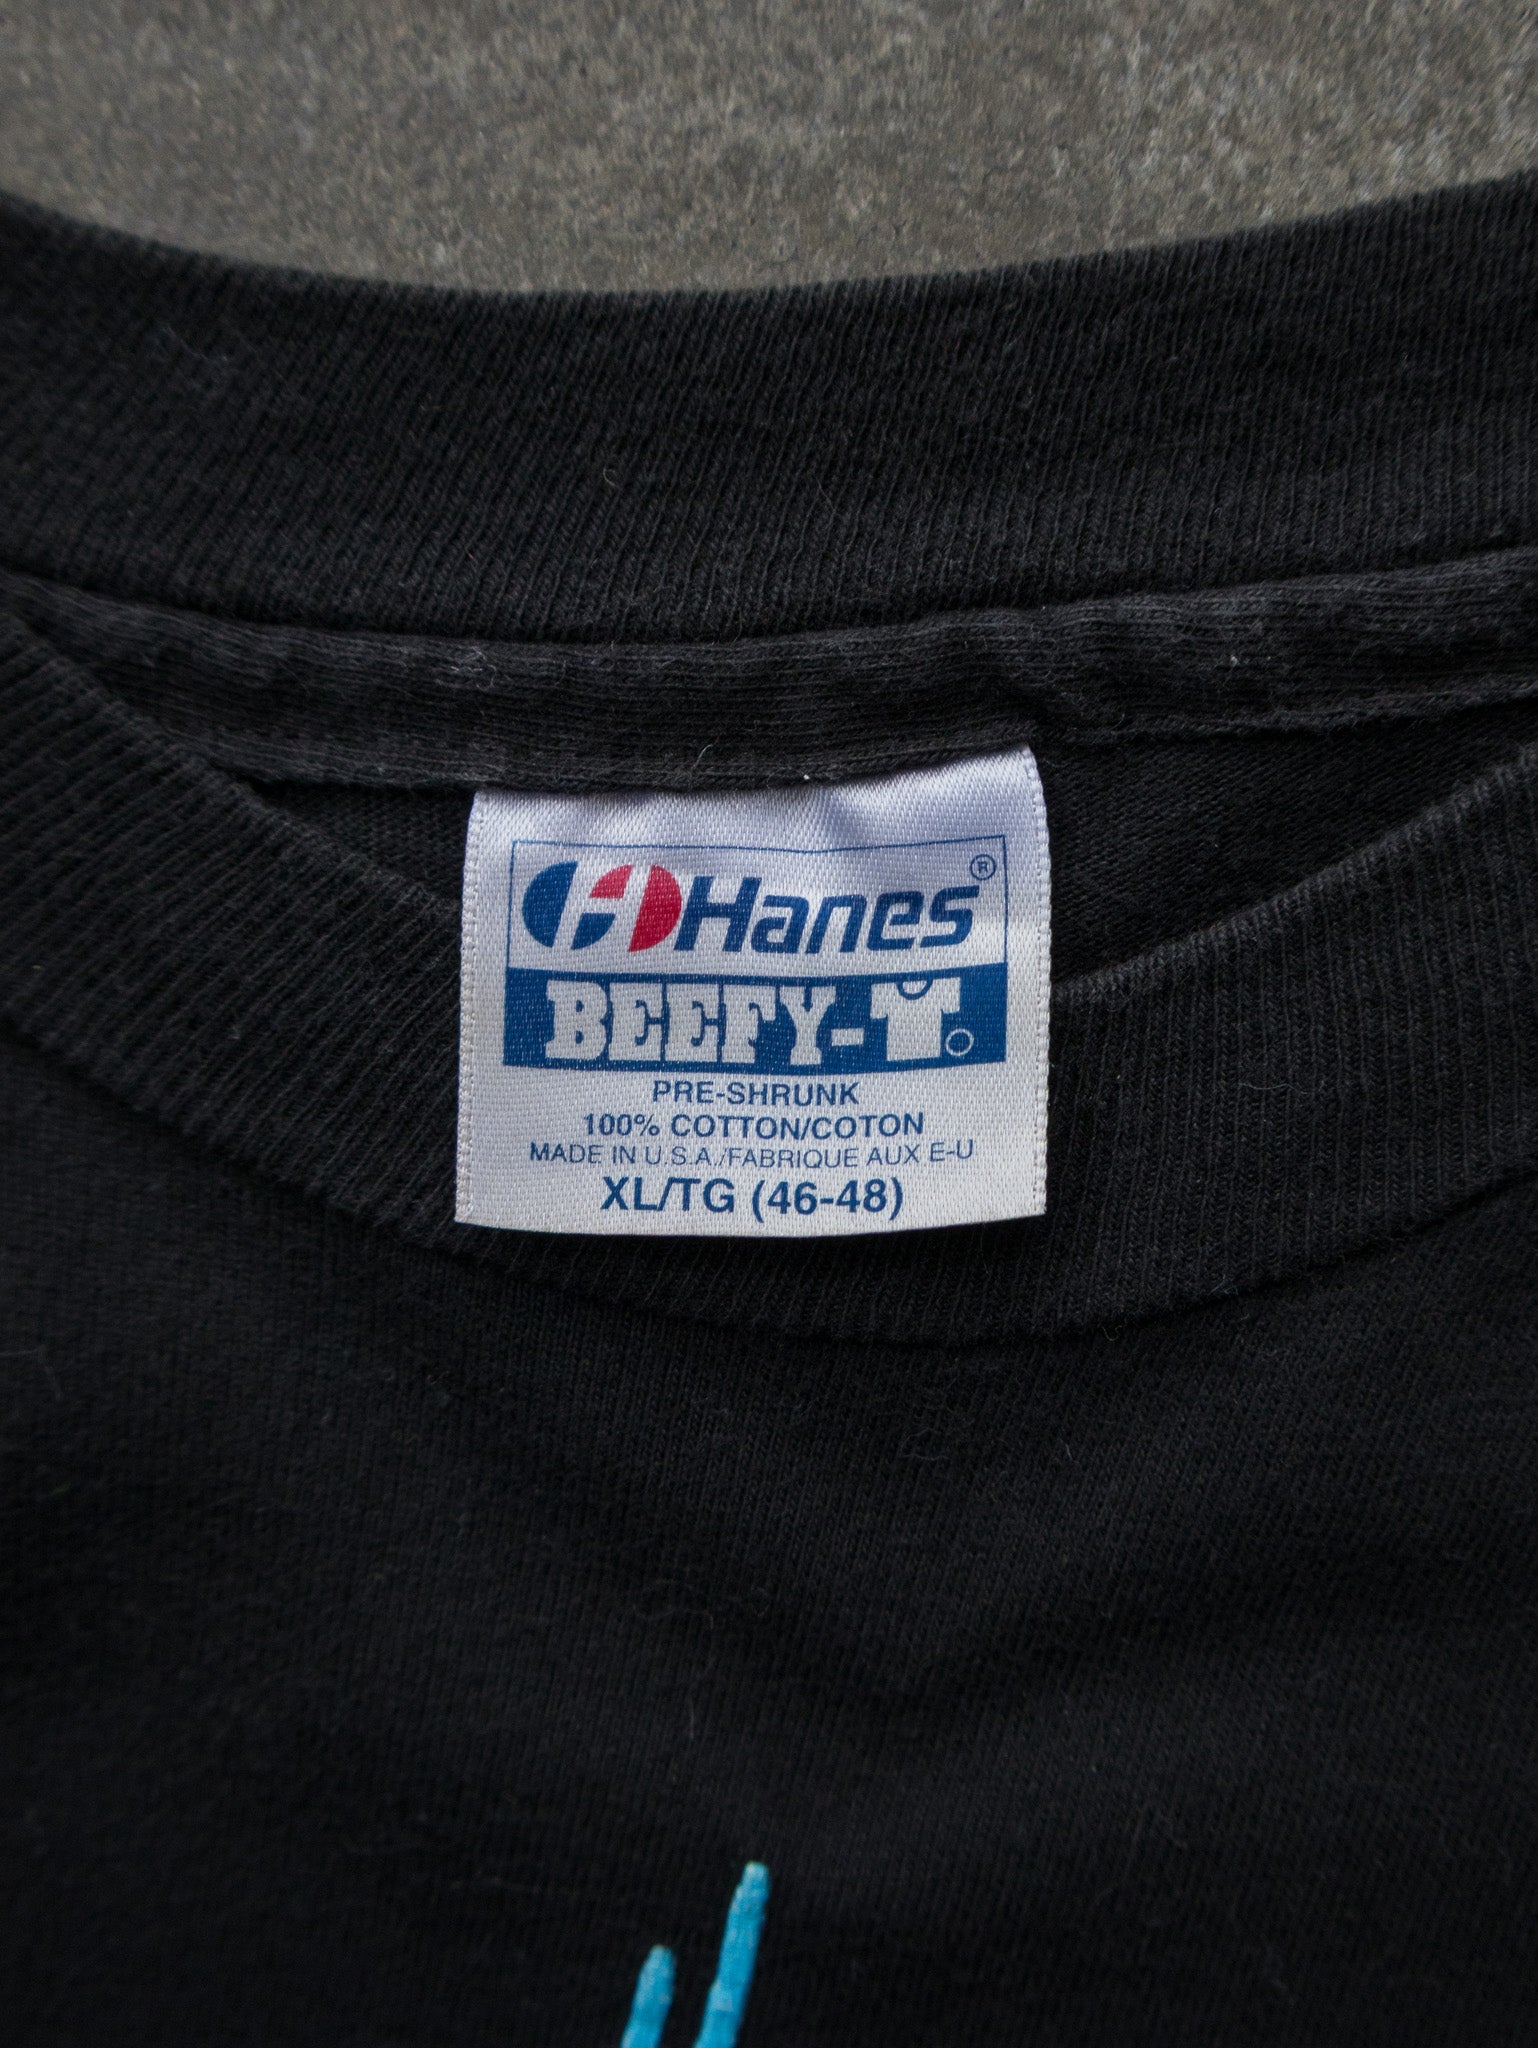 Hanes®
BEEFY-T®
PRE-SHRUNK
100% COTTON/COTON
MADE IN U.S.A./FABRIQUE AUX E-U
XL/TG (46-48)